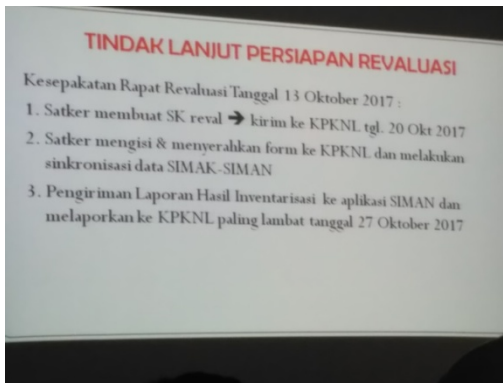 TINDAK LANJUT PERSIAPAN REVALUASI
Kesepakatan Rapat Revaluasi Tanggal 13 Oktober 2017 :
1. Satker membuat SK reval ➔ kirim ke KPKNL tgl. 20 Okt 2017
2. Satker mengisi & menyerahkan form ke KPKNL dan melakukan
sinkronisasi data SIMAK-SIMAN
3. Pengiriman Laporan Hasil Inventarisasi ke aplikasi SIMAN dan
melaporkan ke KPKNL paling lambat tanggal 27 Oktober 2017